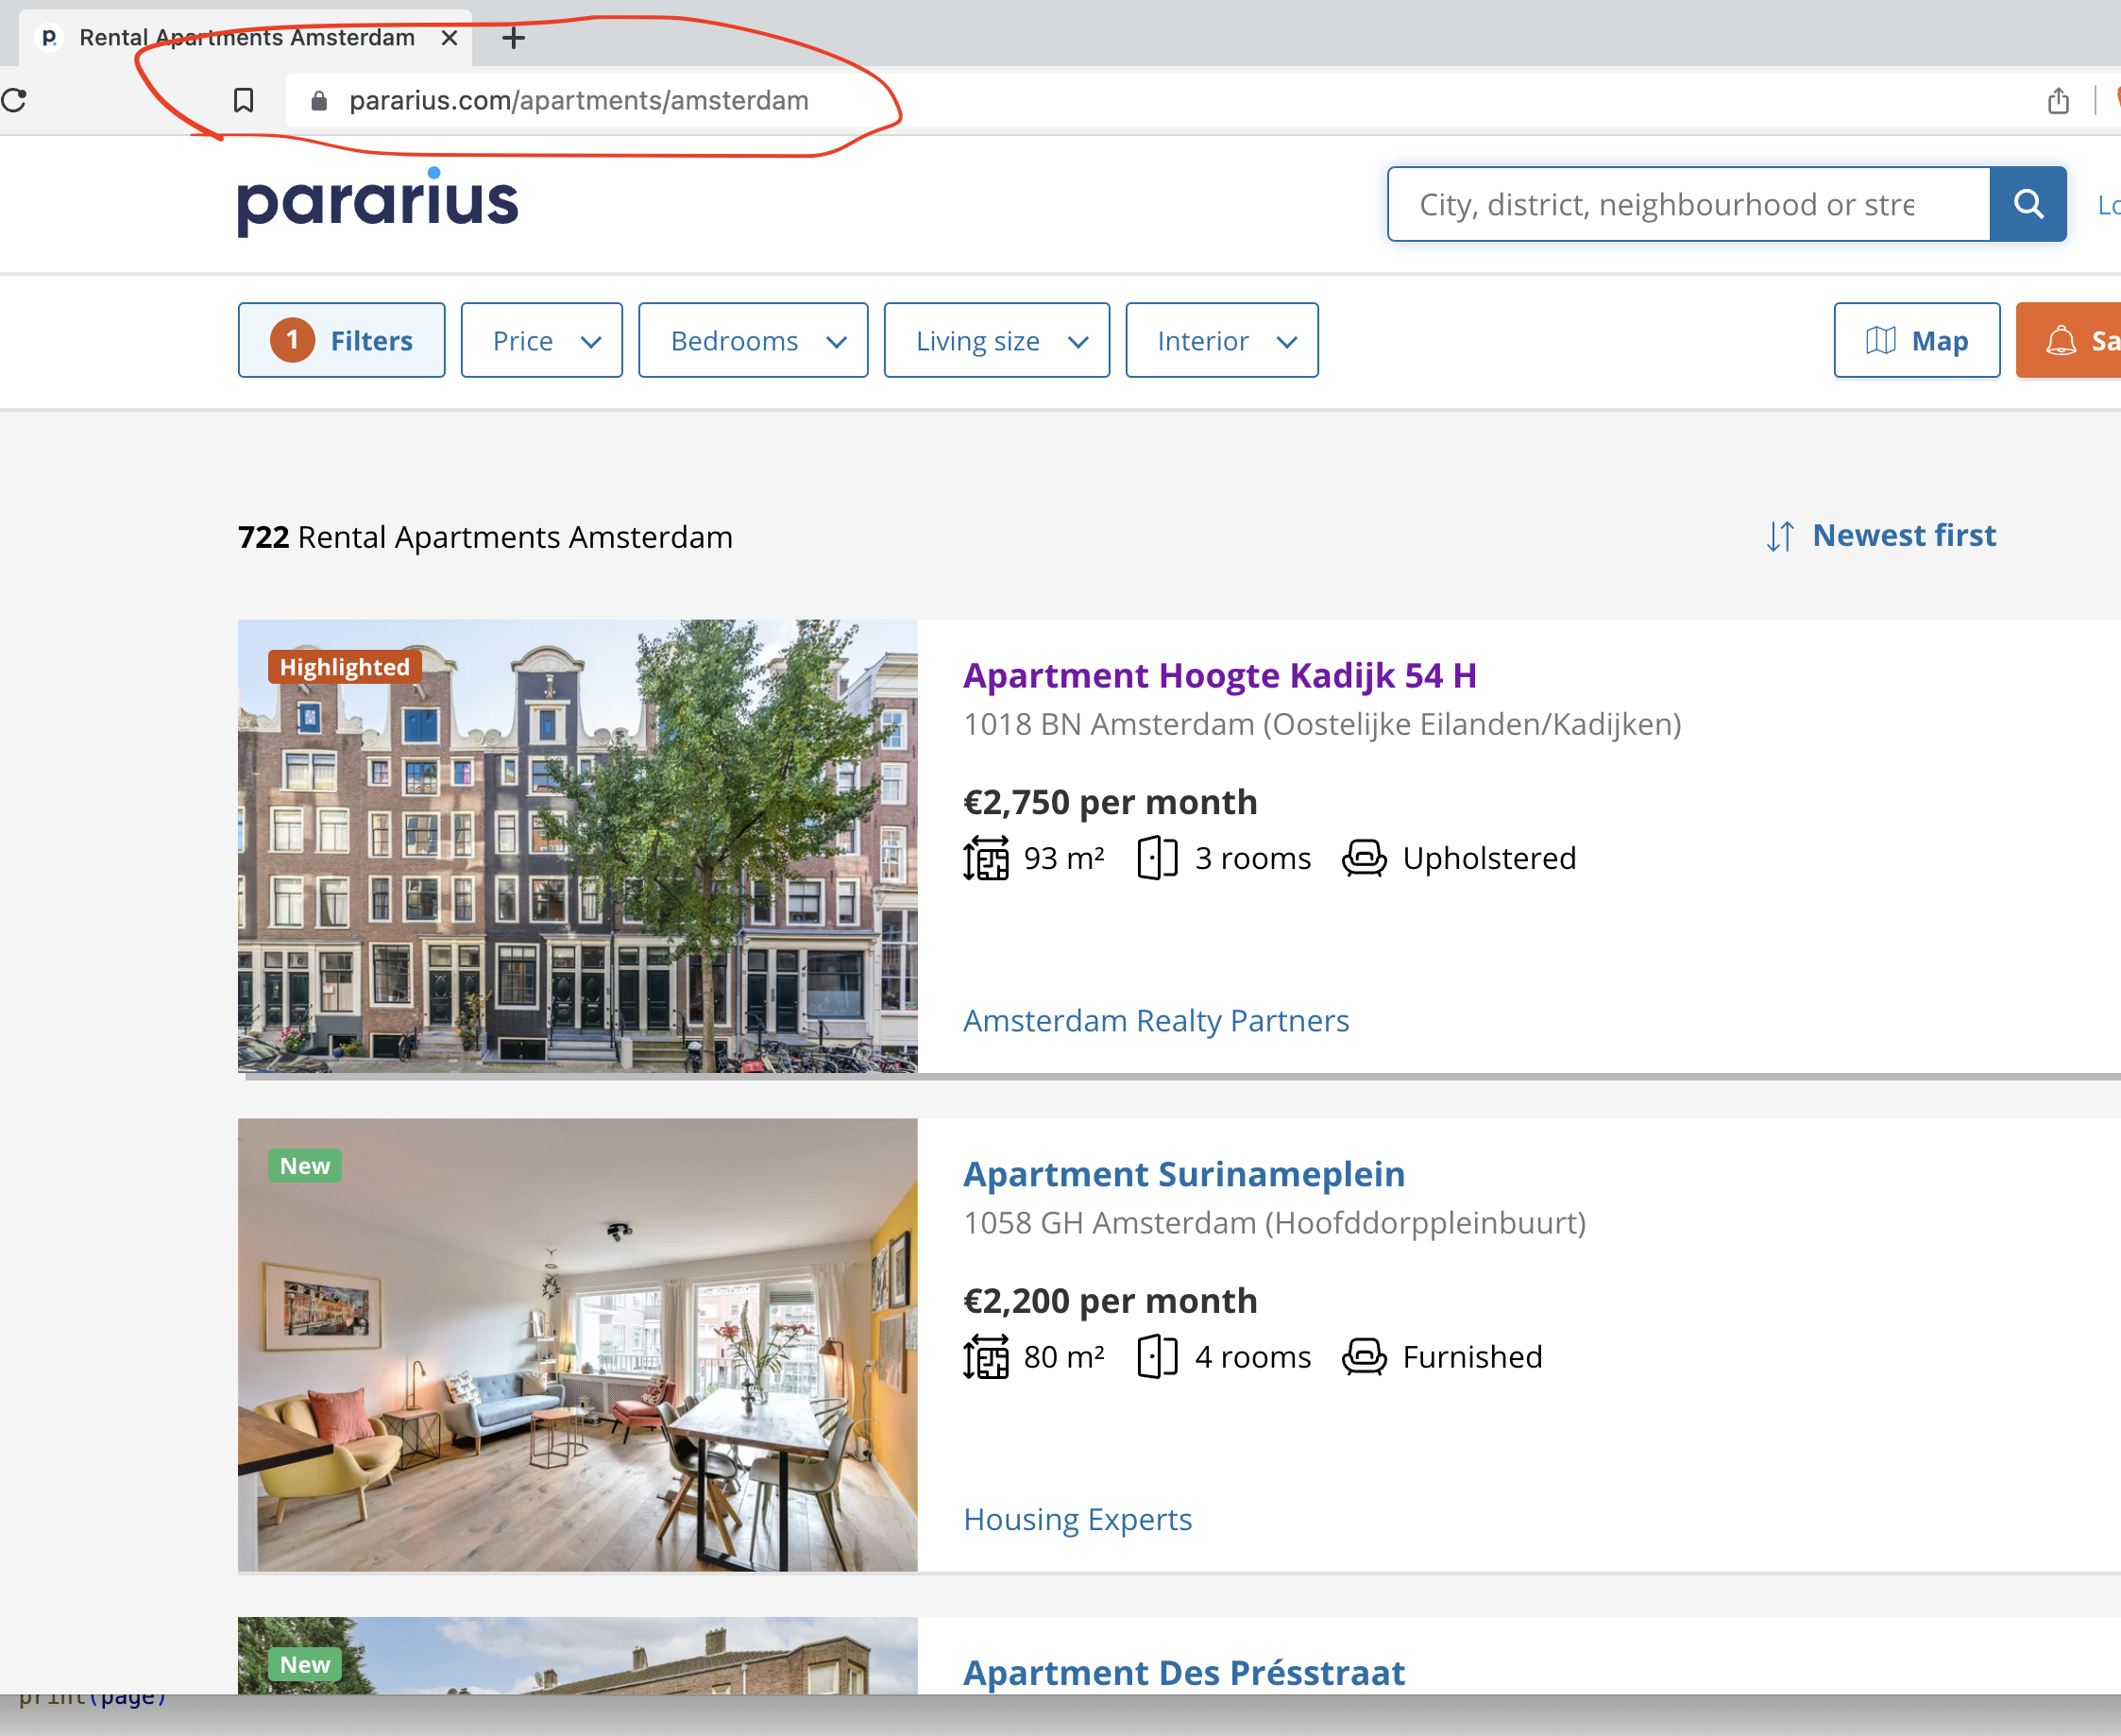 p. Rental Apartments Amsterdam
pararius.com/apartments/amsterdam
pararius
City, district, neighbourhood or stre
Lo
1 Filters
Price
Bedrooms
Living size
Interior
Map
Sa
722 Rental Apartments Amsterdam
Newest first
Highlighted
Apartment Hoogte Kadijk 54 H
1018 BN Amsterdam (Oostelijke Eilanden/Kadijken)
€2,750 per month
93 m² 3 rooms Upholstered
Amsterdam Realty Partners
New
Apartment Surinameplein
1058 GH Amsterdam (Hoofddorppleinbuurt)
€2,200 per month
80 m² 4 rooms Furnished
Housing Experts
New
Apartment Des Présstraat
print(page)